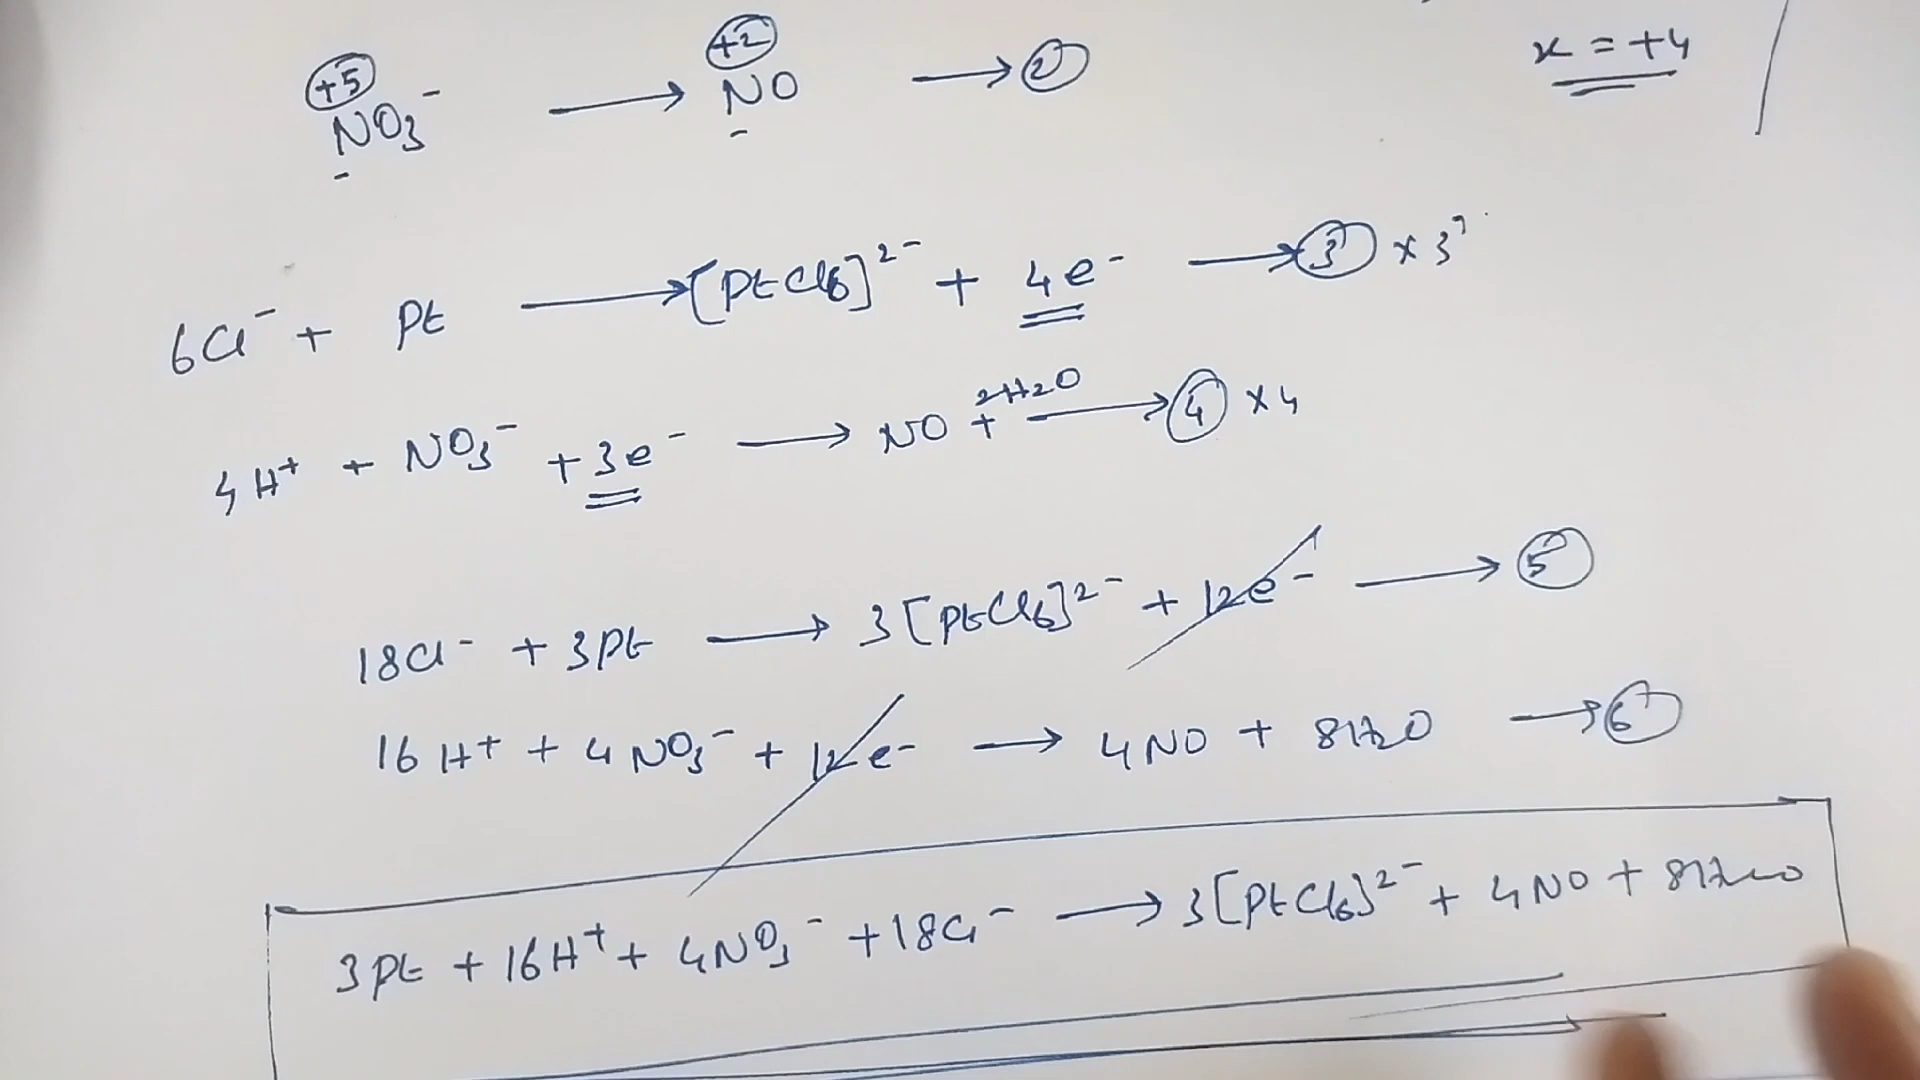 +5 +2 x = +4
NO₃⁻ ⟶ NO ⟶ ②
6Cl⁻ + Pt ⟶ [PtCl₆]²⁻ + 4e⁻ ⟶ ③ × 3
4H⁺ + NO₃⁻ + 3e⁻ ⟶ NO + 2H₂O ⟶ ④ × 4
18Cl⁻ + 3Pt ⟶ 3[PtCl₆]²⁻ + 12e⁻ ⟶ ⑤
16H⁺ + 4NO₃⁻ + 12e⁻ ⟶ 4NO + 8H₂O ⟶ ⑥
3Pt + 16H⁺ + 4NO₃⁻ + 18Cl⁻ ⟶ 3[PtCl₆]²⁻ + 4NO + 8H₂O